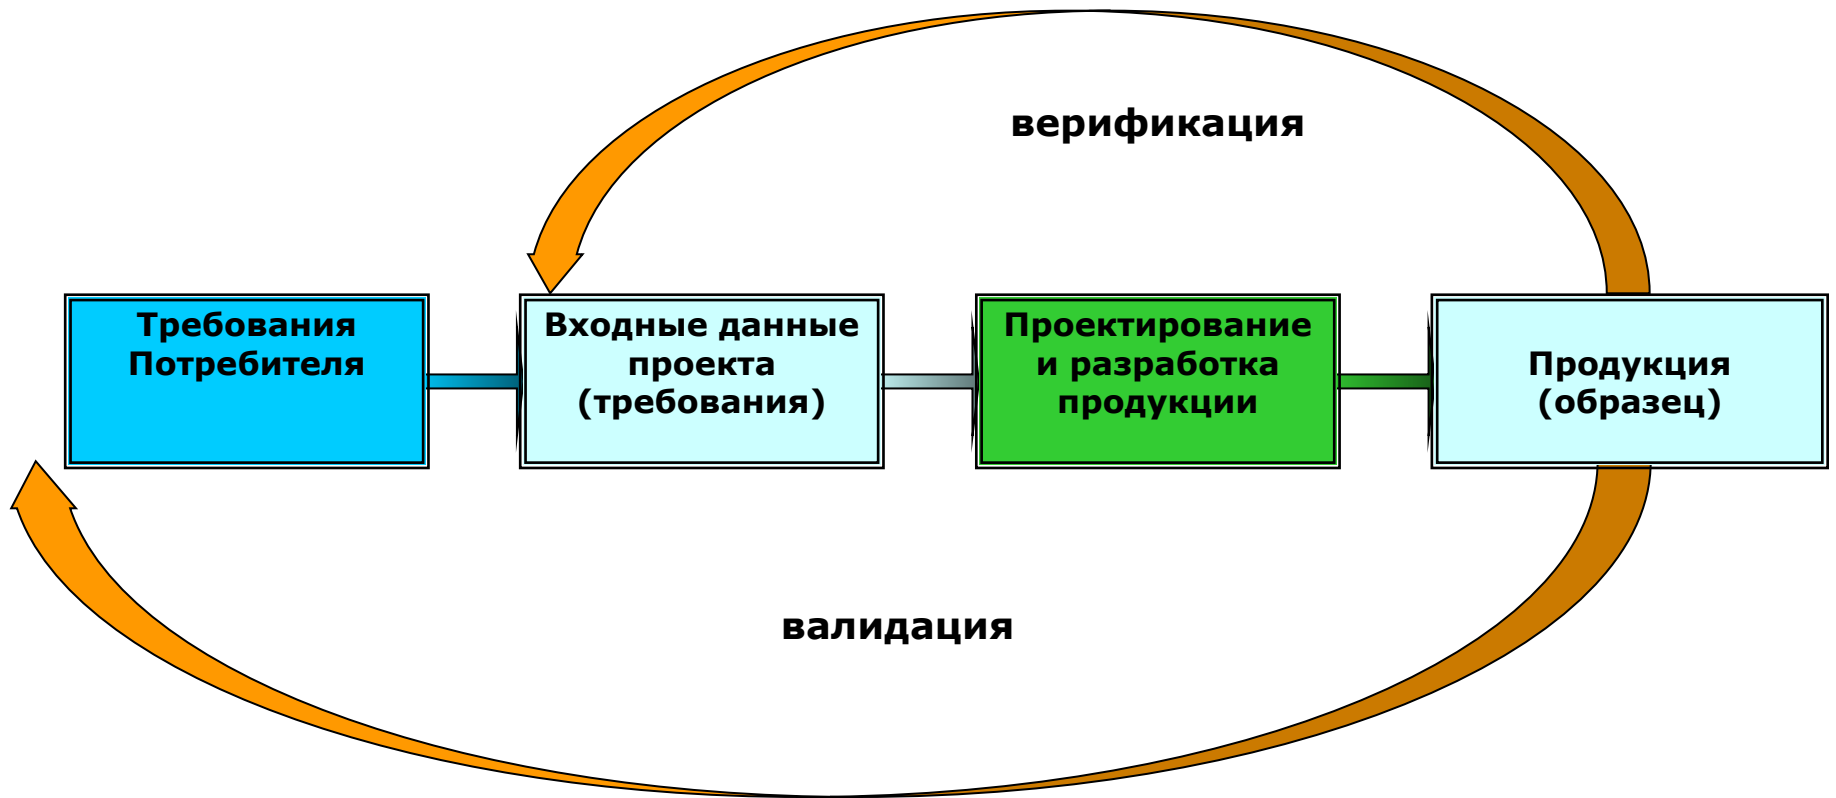 верификация
Требования
Потребителя
Входные данные
проекта
(требования)
Проектирование
и разработка
продукции
Продукция
(образец)
валидация